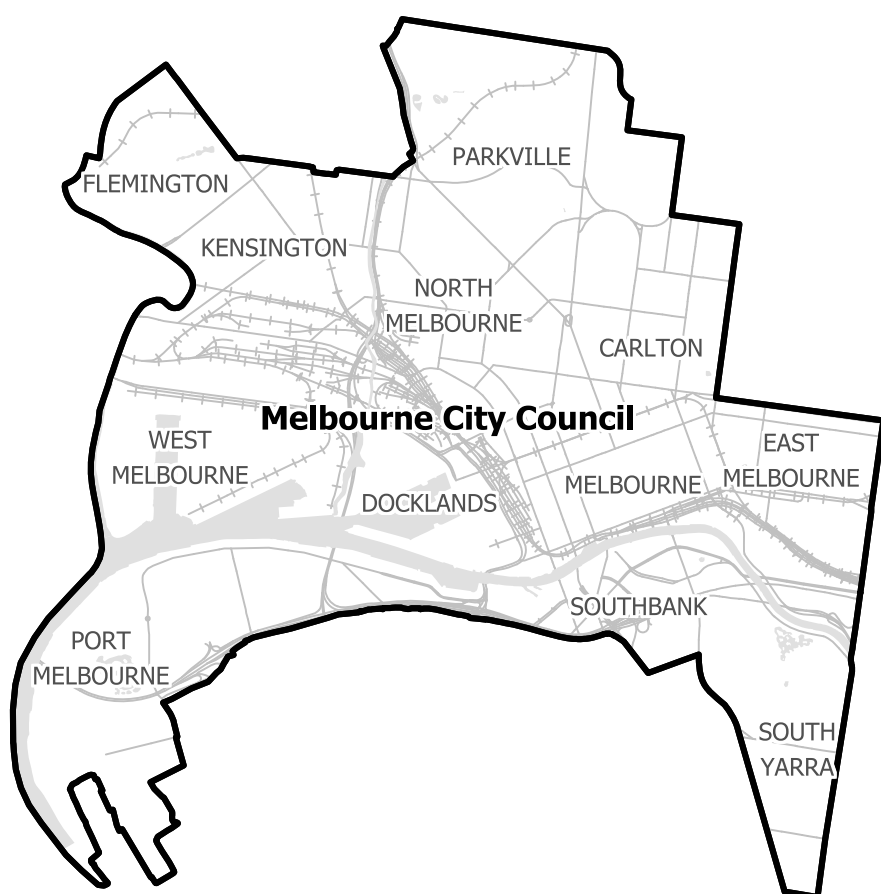 PARKVILLE
FLEMINGTON
KENSINGTON
NORTH
MELBOURNE
CARLTON
Melbourne City Council
WEST
MELBOURNE
EAST
MELBOURNE
DOCKLANDS
MELBOURNE
SOUTHBANK
PORT
MELBOURNE
SOUTH
YARRA